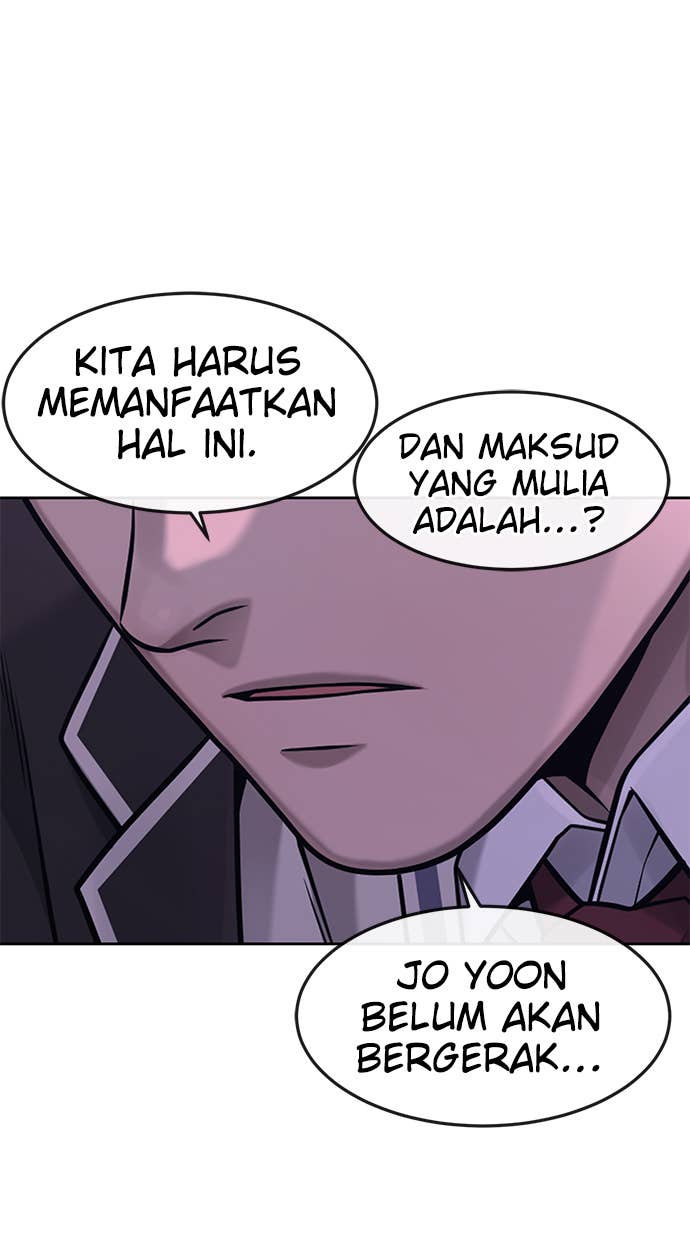 KITA HARUS
MEMANFAATKAN
HAL INI.
DAN MAKSUD
YANG MULIA
ADALAH...?
JO YOON
BELUM AKAN
BERGERAK...